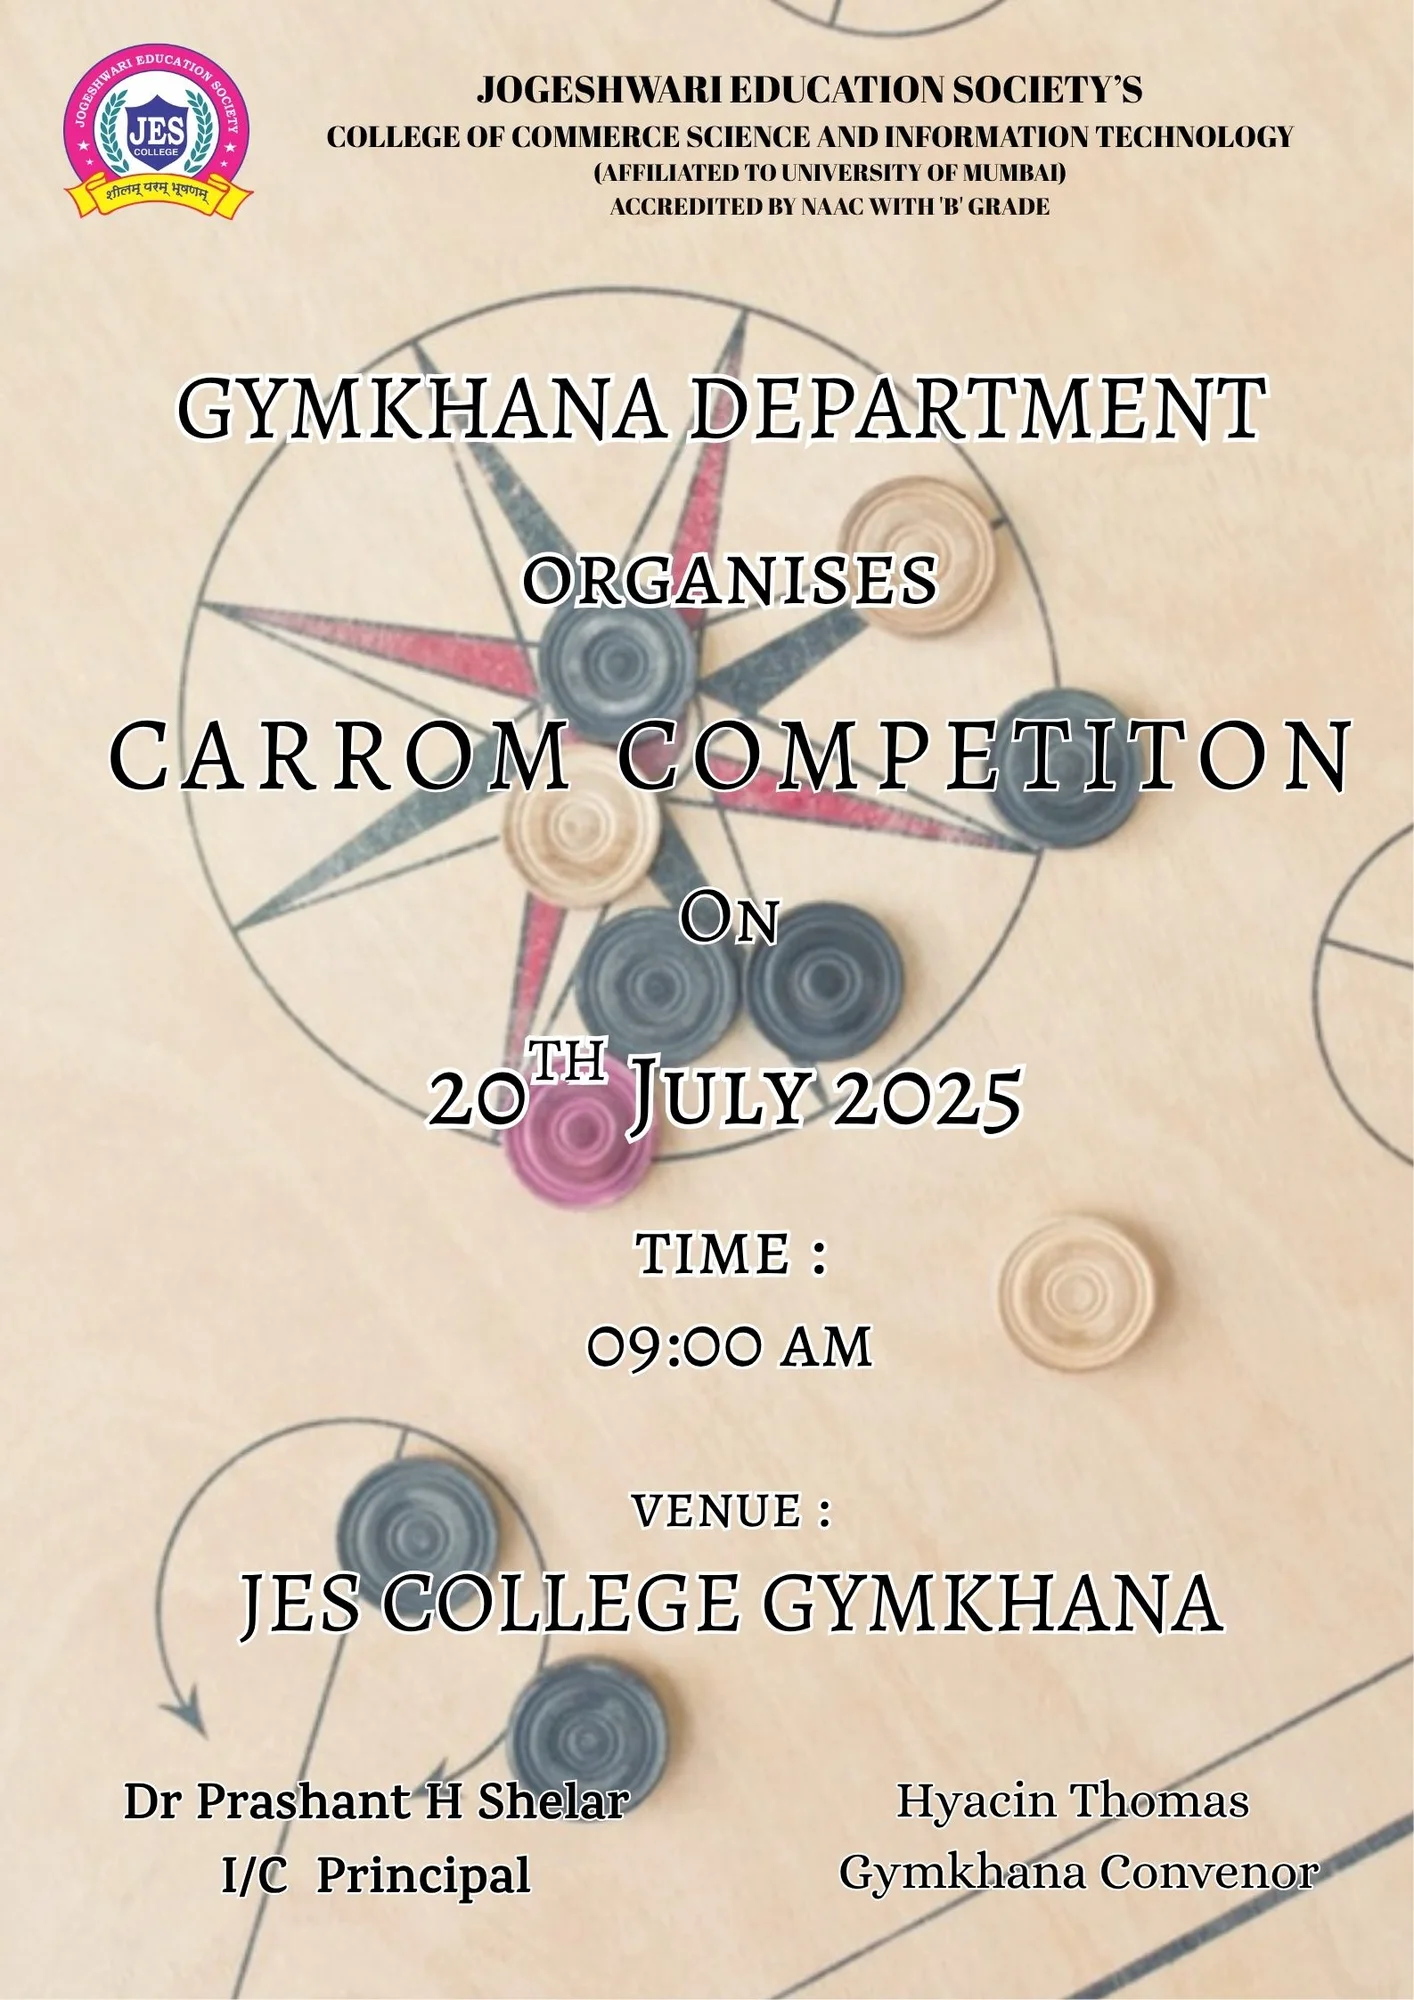 JOGESHWARI EDUCATION SOCIETY
JES
COLLEGE
शीलम् परम् भूषणम्
JOGESHWARI EDUCATION SOCIETY’S
COLLEGE OF COMMERCE SCIENCE AND INFORMATION TECHNOLOGY
(AFFILIATED TO UNIVERSITY OF MUMBAI)
ACCREDITED BY NAAC WITH 'B' GRADE
GYMKHANA DEPARTMENT
ORGANISES
CARROM COMPETITON
ON
20TH JULY 2025
TIME :
09:00 AM
VENUE :
JES COLLEGE GYMKHANA
Dr Prashant H Shelar
I/C Principal
Hyacin Thomas
Gymkhana Convenor